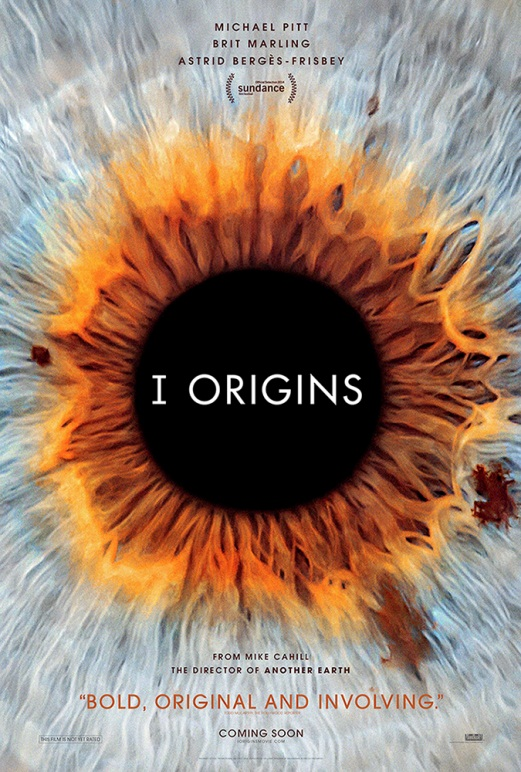 MICHAEL PITT
BRIT MARLING
ASTRID BERGÈS-FRISBEY
sundance
I ORIGINS
FROM MIKE CAHILL
THE DIRECTOR OF ANOTHER EARTH
“BOLD, ORIGINAL AND INVOLVING.”
COMING SOON
THIS FILM IS NOT YET RATED